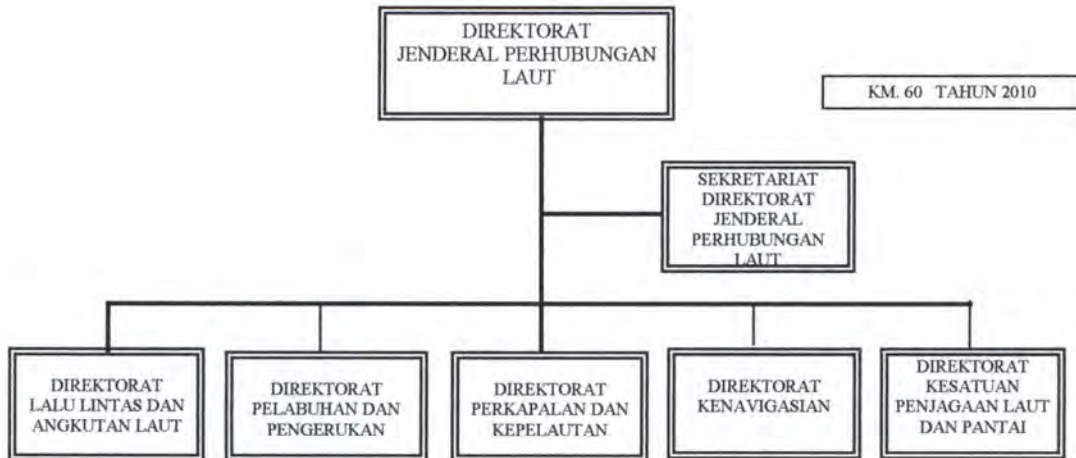 DIREKTORAT
JENDERAL PERHUBUNGAN
LAUT
KM. 60 TAHUN 2010
SEKRETARIAT
DIREKTORAT
JENDERAL
PERHUBUNGAN
LAUT
DIREKTORAT
LALU LINTAS DAN
ANGKUTAN LAUT
DIREKTORAT
PELABUHAN DAN
PENGERUKAN
DIREKTORAT
PERKAPALAN DAN
KEPELAUTAN
DIREKTORAT
KENAVIGASIAN
DIREKTORAT
KESATUAN
PENJAGAAN LAUT
DAN PANTAI